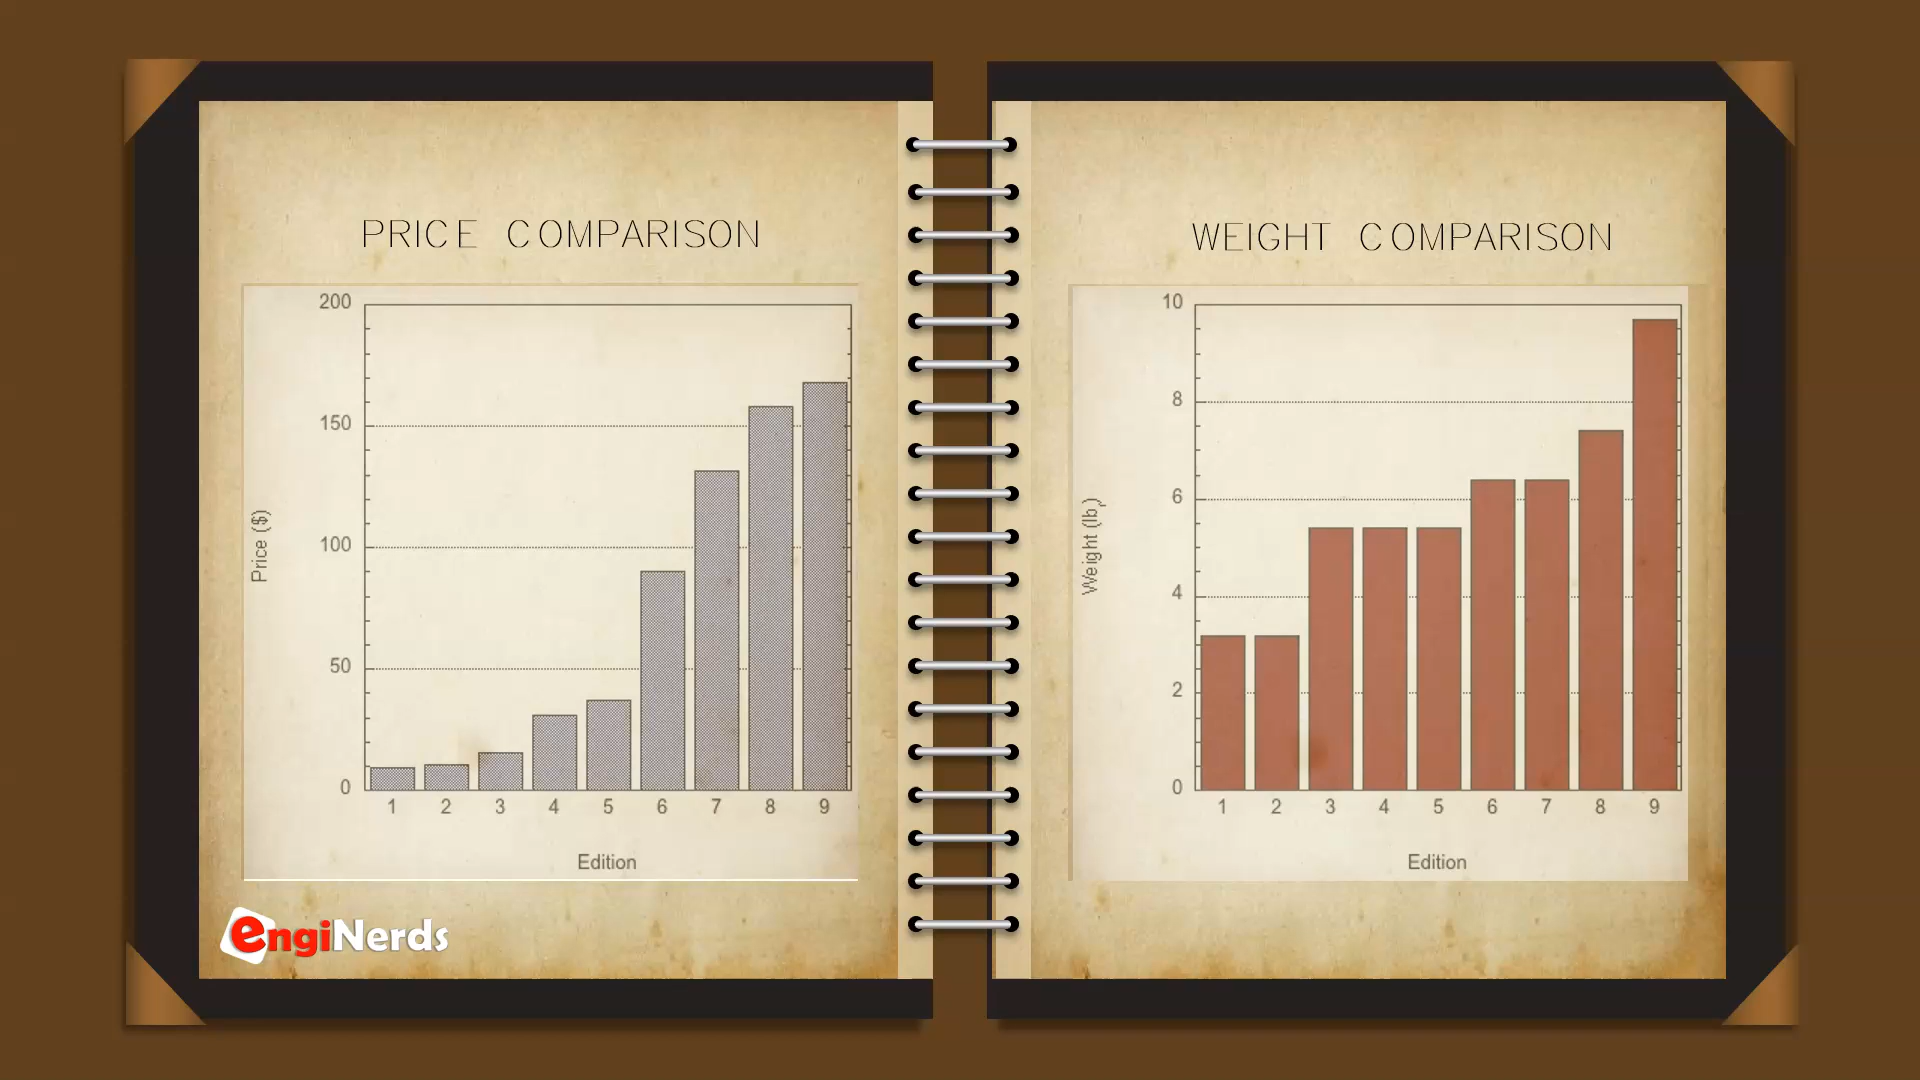 PRICE COMPARISON
200
150
100
50
0
Price ($)
1 2 3 4 5 6 7 8 9
Edition
engiNerds
WEIGHT COMPARISON
10
8
6
4
2
0
Weight (lbf)
1 2 3 4 5 6 7 8 9
Edition